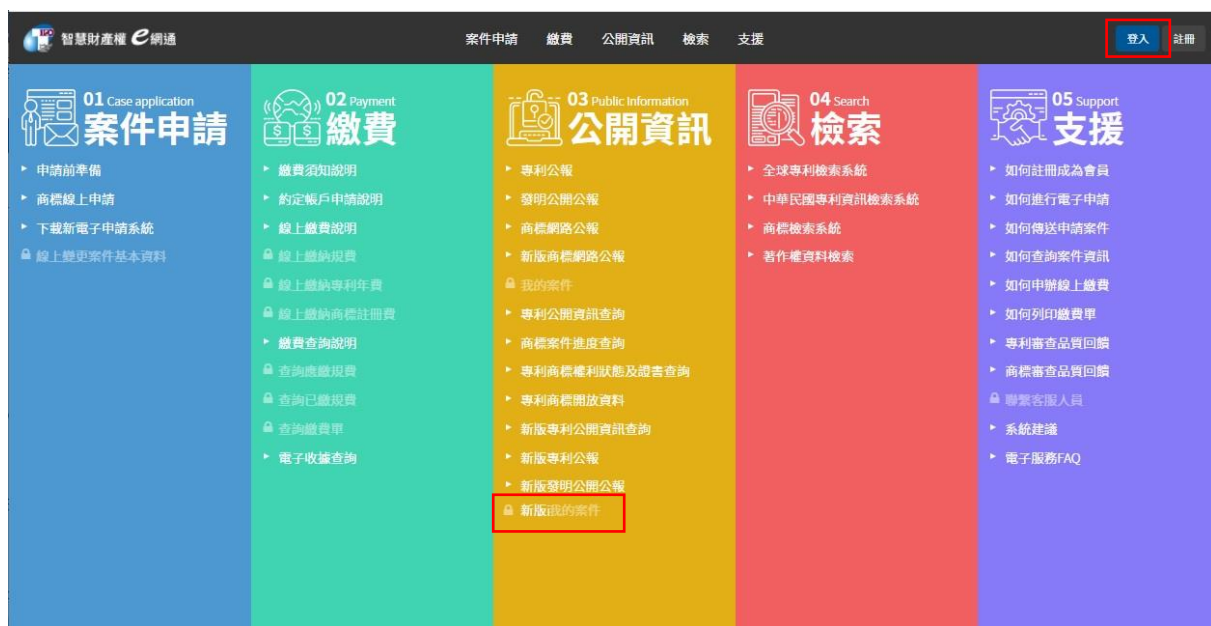 智慧財產權 e網通
案件申請 繳費 公開資訊 檢索 支援
登入 註冊
01 Case application
案件申請
申請前準備
商標線上申請
下載新電子申請系統
線上變更案件基本資料
02 Payment
繳費
繳費須知說明
約定帳戶申請說明
線上繳費說明
線上繳納規費
線上繳納專利年費
線上繳納商標註冊費
繳費查詢說明
查詢應繳規費
查詢已繳規費
查詢繳費單
電子收據查詢
03 Public Information
公開資訊
專利公報
發明公開公報
商標網路公報
新版商標網路公報
我的案件
專利公開資訊查詢
商標案件進度查詢
專利商標權利狀態及證書查詢
專利商標開放資料
新版專利公開資訊查詢
新版專利公報
新版發明公開公報
新版我的案件
04 Search
檢索
全球專利檢索系統
中華民國專利資訊檢索系統
商標檢索系統
著作權資料檢索
05 Support
支援
如何註冊成為會員
如何進行電子申請
如何傳送申請案件
如何查詢案件資訊
如何申辦線上繳費
如何列印繳費單
專利審查品質回饋
商標審查品質回饋
聯繫客服人員
系統建議
電子服務FAQ